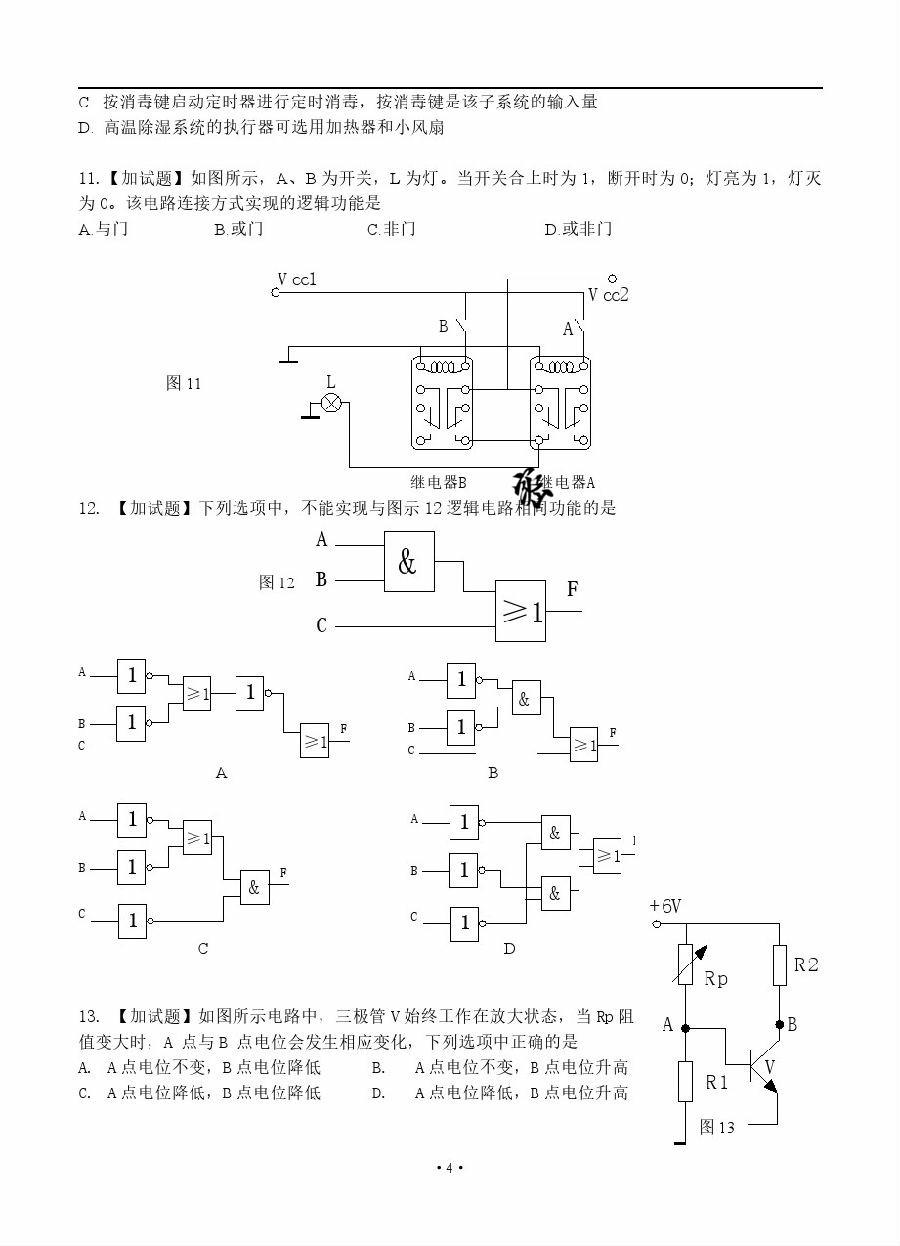 C 按消毒键启动定时器进行定时消毒，按消毒键是该子系统的输入量
D. 高温除湿系统的执行器可选用加热器和小风扇
11.【加试题】如图所示，A、B 为开关，L 为灯。当开关合上时为 1，断开时为 0；灯亮为 1，灯灭
为 0。该电路连接方式实现的逻辑功能是
A.与门 B.或门 C.非门 D.或非门
V cc1
V cc2
B A
图 11
L
继电器B 继电器A
12. 【加试题】下列选项中，不能实现与图示 12 逻辑电路相同功能的是
A
&
图 12 B F
≥1
C
A 1 ≥1 1
B 1 F
C ≥1
A
A 1 &
B 1 F
C ≥1
B
A 1 ≥1
B 1 F
&
C 1
C
A 1 &
≥1
B 1 &
C 1
D
+6V
Rp R2
A B
R1 V
图 13
13. 【加试题】如图所示电路中，三极管 V 始终工作在放大状态，当 Rp 阻
值变大时，A 点与 B 点电位会发生相应变化，下列选项中正确的是
A. A 点电位不变，B 点电位降低 B. A 点电位不变，B 点电位升高
C. A 点电位降低，B 点电位降低 D. A 点电位降低，B 点电位升高
·4·